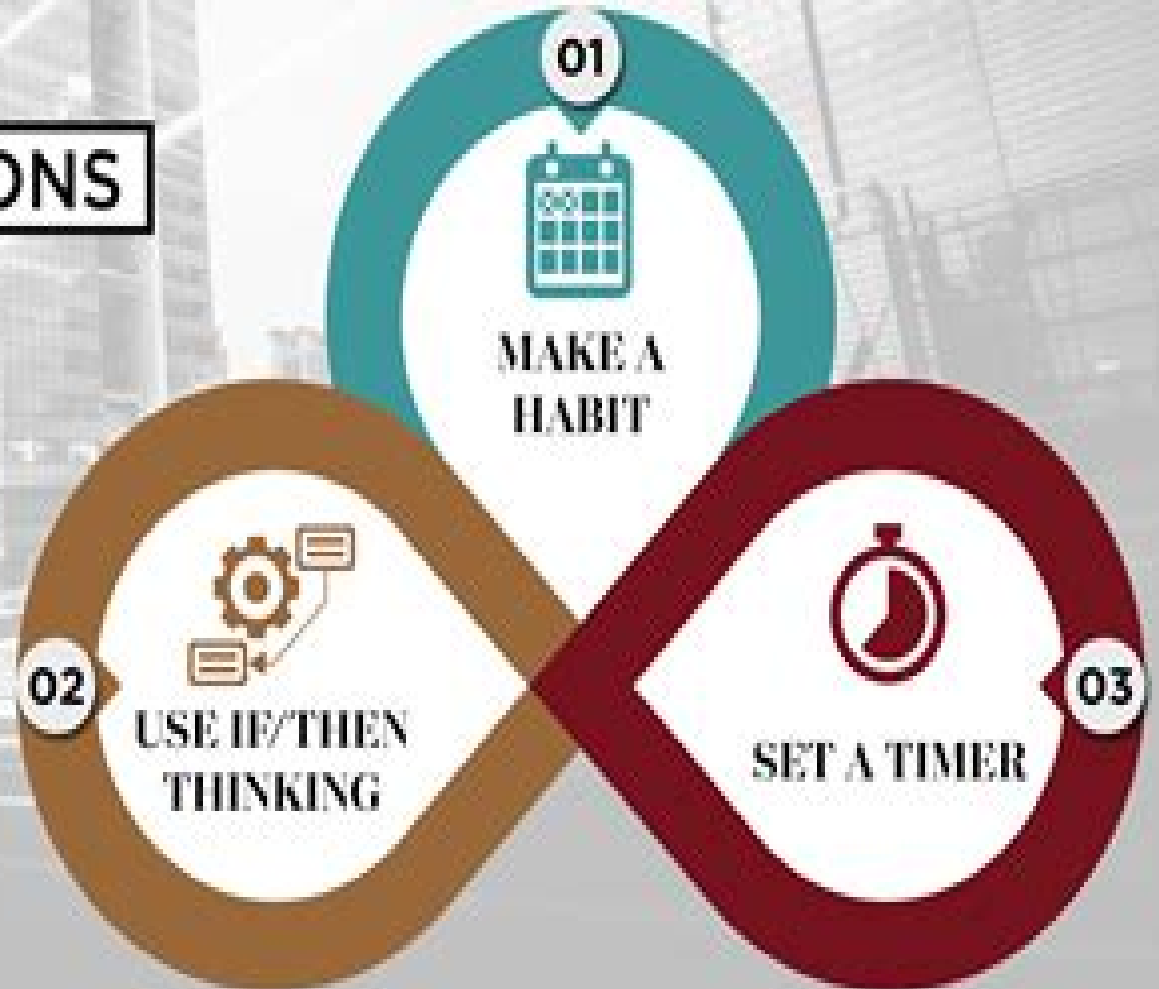 01
ONS
MAKE A
HABIT
02
USE IF/THEN
THINKING
03
SET A TIMER